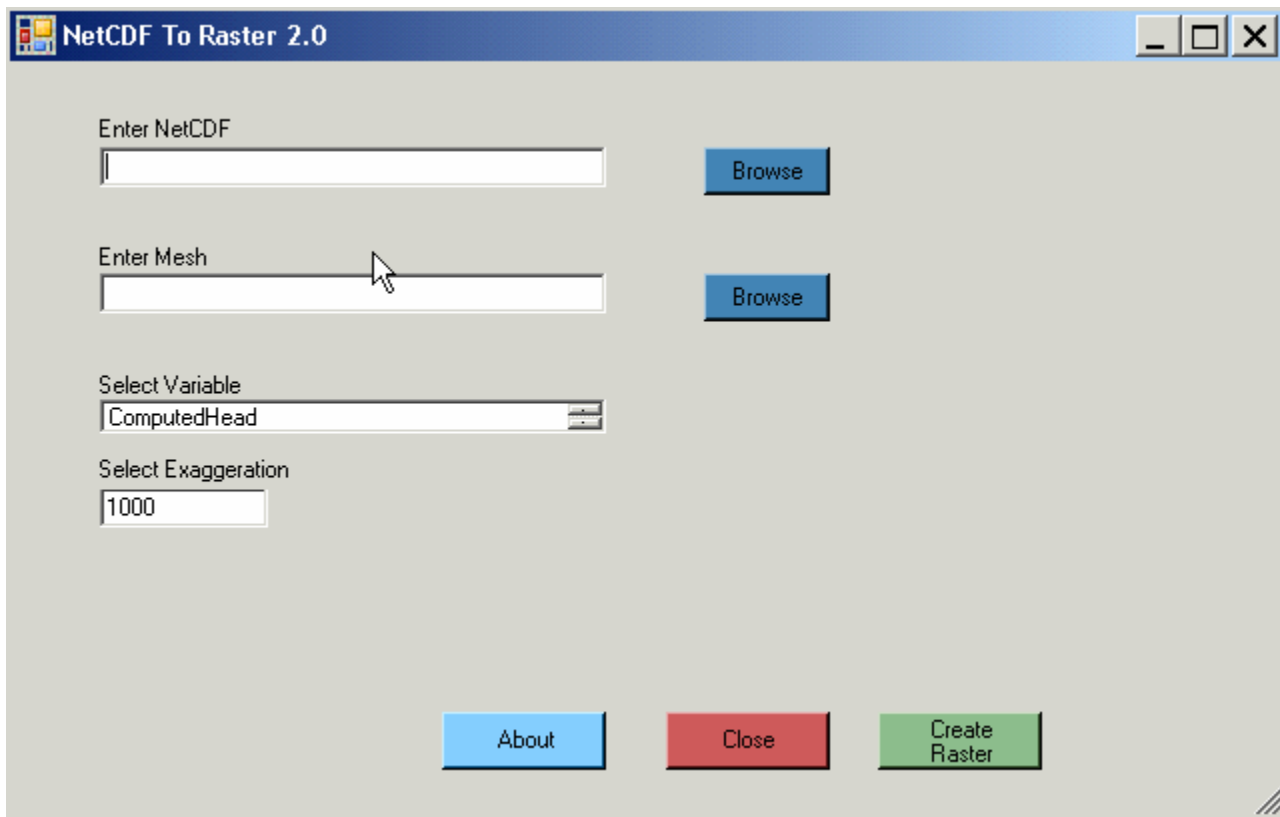 NetCDF To Raster 2.0
Enter NetCDF
Browse
Enter Mesh
Browse
Select Variable
ComputedHead
Select Exaggeration
1000
About
Close
Create
Raster